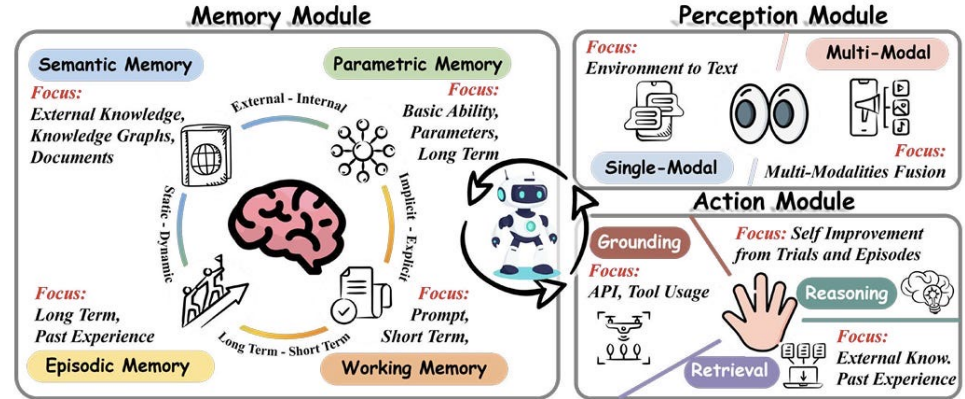 Memory Module
Semantic Memory
Focus:
External Knowledge,
Knowledge Graphs,
Documents
Parametric Memory
Focus:
Basic Ability,
Parameters,
Long Term
External - Internal
Static - Dynamic
Implicit - Explicit
Long Term - Short Term
Focus:
Long Term,
Past Experience
Episodic Memory
Focus:
Prompt,
Short Term,
Working Memory
Perception Module
Focus:
Environment to Text
Single-Modal
Multi-Modal
Focus:
Multi-Modalities Fusion
Action Module
Grounding
Focus:
API, Tool Usage
Focus: Self Improvement
from Trials and Episodes
Reasoning
Retrieval
Focus:
External Know.
Past Experience